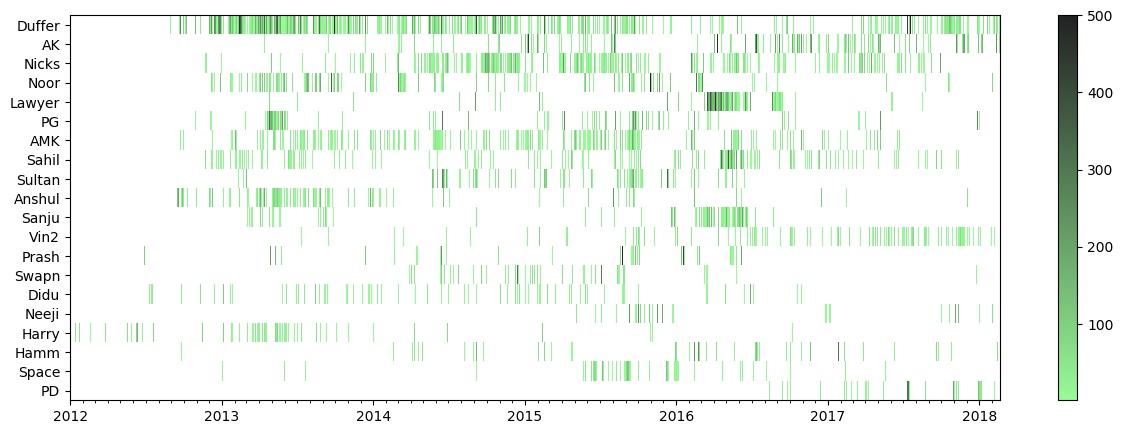 Duffer
AK
Nicks
Noor
Lawyer
PG
AMK
Sahil
Sultan
Anshul
Sanju
Vin2
Prash
Swapn
Didu
Neeji
Harry
Hamm
Space
PD
2012 2013 2014 2015 2016 2017 2018
500
400
300
200
100